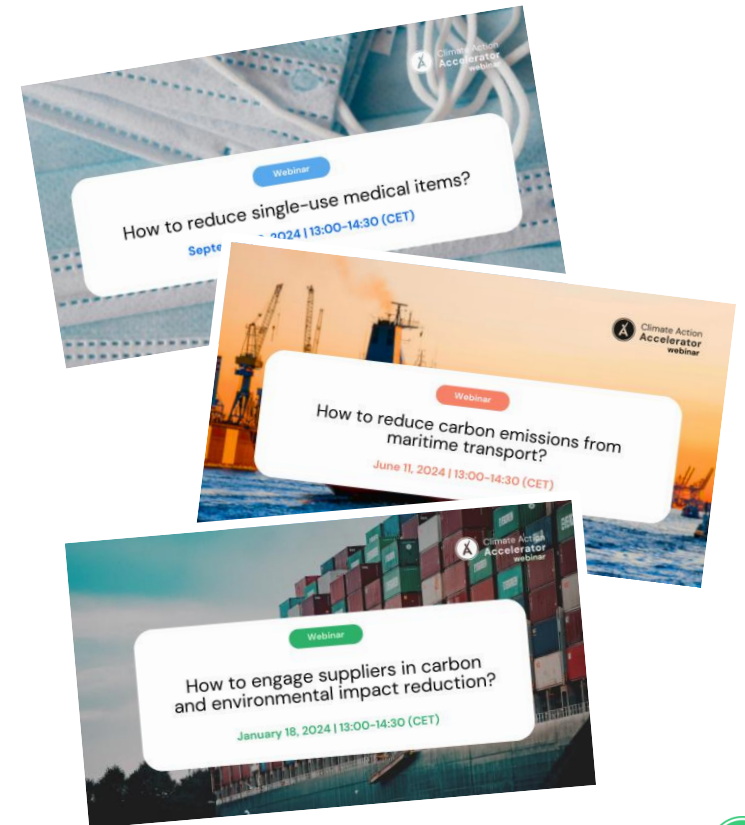 Climate Action
Accelerator
webinar
Webinar
How to reduce single-use medical items?
2024 | 13:00-14:30 (CET)
Climate Action
Accelerator
webinar
Webinar
How to reduce carbon emissions from
maritime transport?
June 11, 2024 | 13:00-14:30 (CET)
Climate Action
Accelerator
webinar
Webinar
How to engage suppliers in carbon
and environmental impact reduction?
January 18, 2024 | 13:00-14:30 (CET)